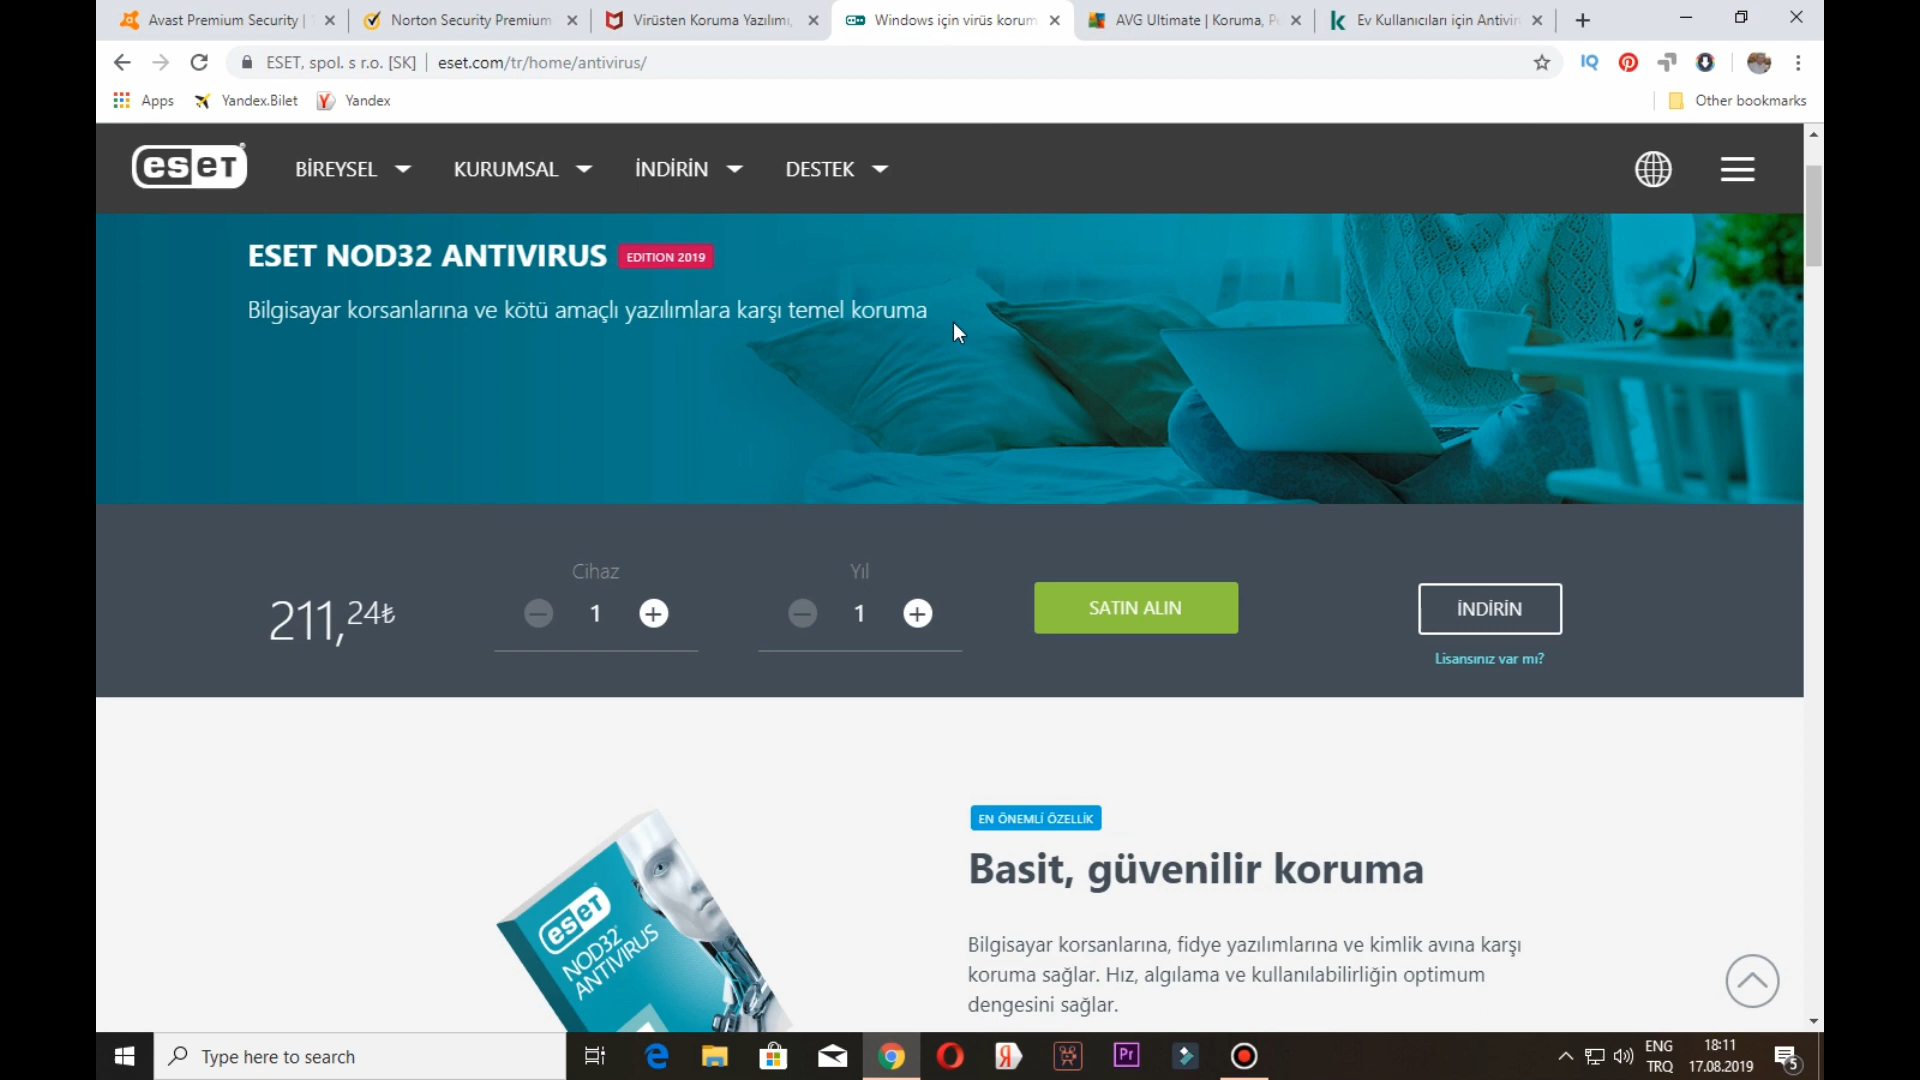 Avast Premium Security |
Norton Security Premium
Virüsten Koruma Yazılımı,
Windows için virüs korum
AVG Ultimate | Koruma, P
Ev Kullanıcıları için Antivir
ESET, spol. s r.o. [SK] | eset.com/tr/home/antivirus/
IQ
Apps
Yandex.Bilet
Yandex
Other bookmarks
eseT
BİREYSEL
KURUMSAL
İNDİRİN
DESTEK
ESET NOD32 ANTIVIRUS EDITION 2019
Bilgisayar korsanlarına ve kötü amaçlı yazılımlara karşı temel koruma
Cihaz
Yıl
211,24₺
1
1
SATIN ALIN
İNDİRİN
Lisansınız var mı?
EN ÖNEMLİ ÖZELLİK
Basit, güvenilir koruma
Bilgisayar korsanlarına, fidye yazılımlarına ve kimlik avına karşı
koruma sağlar. Hız, algılama ve kullanılabilirliğin optimum
dengesini sağlar.
eseT
NOD32
ANTIVIRUS
Type here to search
Pr
ENG
TRQ
18:11
17.08.2019
5